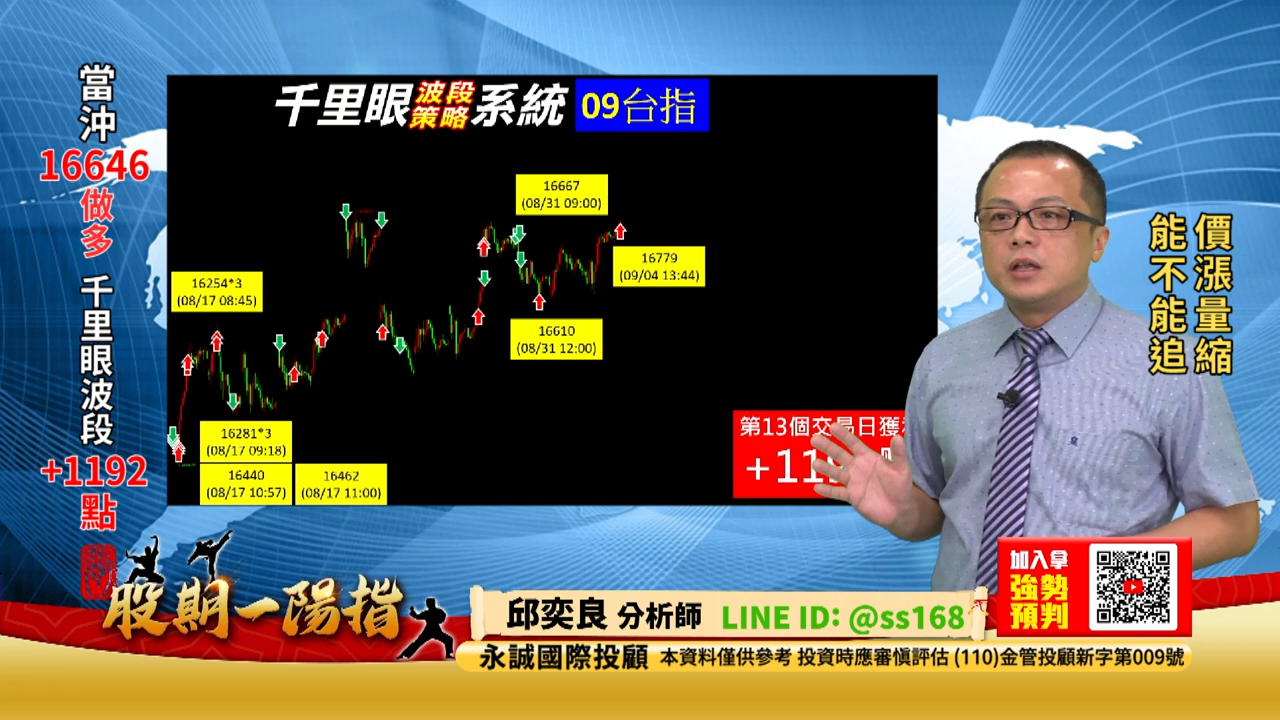 當沖
16646
做多
千里眼波段
+1192
點
千里眼波段策略系統
09台指
16667
(08/31 09:00)
16779
(09/04 13:44)
16254*3
(08/17 08:45)
16610
(08/31 12:00)
16281*3
(08/17 09:18)
16440
(08/17 10:57)
16462
(08/17 11:00)
第13個交易日獲
+119
價漲量縮
能不能追
加入拿
強勢
預判
股期一陽指
邱奕良 分析師 LINE ID: @ss168
永誠國際投顧 本資料僅供參考 投資時應審慎評估 (110)金管投顧新字第009號